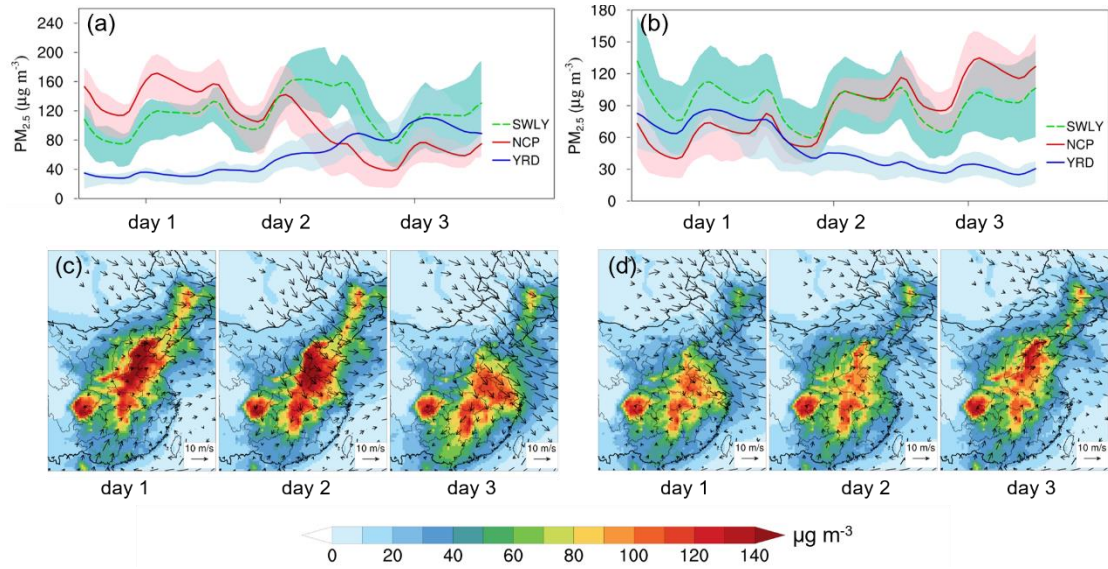 (a)
PM2.5 (µg m-3)
240
200
160
120
80
40
0
SWLY
NCP
YRD
day 1 day 2 day 3
(b)
PM2.5 (µg m-3)
180
150
120
90
60
30
0
SWLY
NCP
YRD
day 1 day 2 day 3
(c)
10 m/s
10 m/s
10 m/s
day 1 day 2 day 3
(d)
10 m/s
10 m/s
10 m/s
day 1 day 2 day 3
0 20 40 60 80 100 120 140 µg m-3